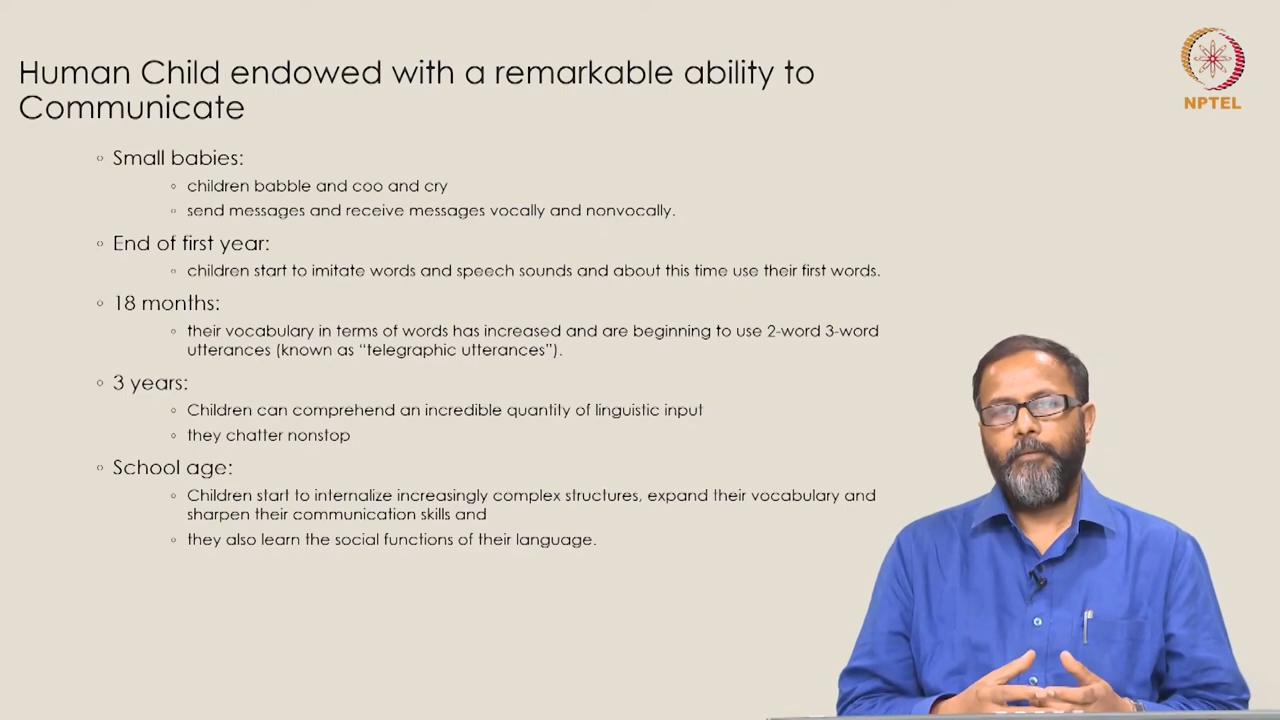 Human Child endowed with a remarkable ability to
Communicate
NPTEL
◦ Small babies:
◦ children babble and coo and cry
◦ send messages and receive messages vocally and nonvocally.
◦ End of first year:
◦ children start to imitate words and speech sounds and about this time use their first words.
◦ 18 months:
◦ their vocabulary in terms of words has increased and are beginning to use 2-word 3-word
utterances (known as “telegraphic utterances”).
◦ 3 years:
◦ Children can comprehend an incredible quantity of linguistic input
◦ they chatter nonstop
◦ School age:
◦ Children start to internalize increasingly complex structures, expand their vocabulary and
sharpen their communication skills and
◦ they also learn the social functions of their language.